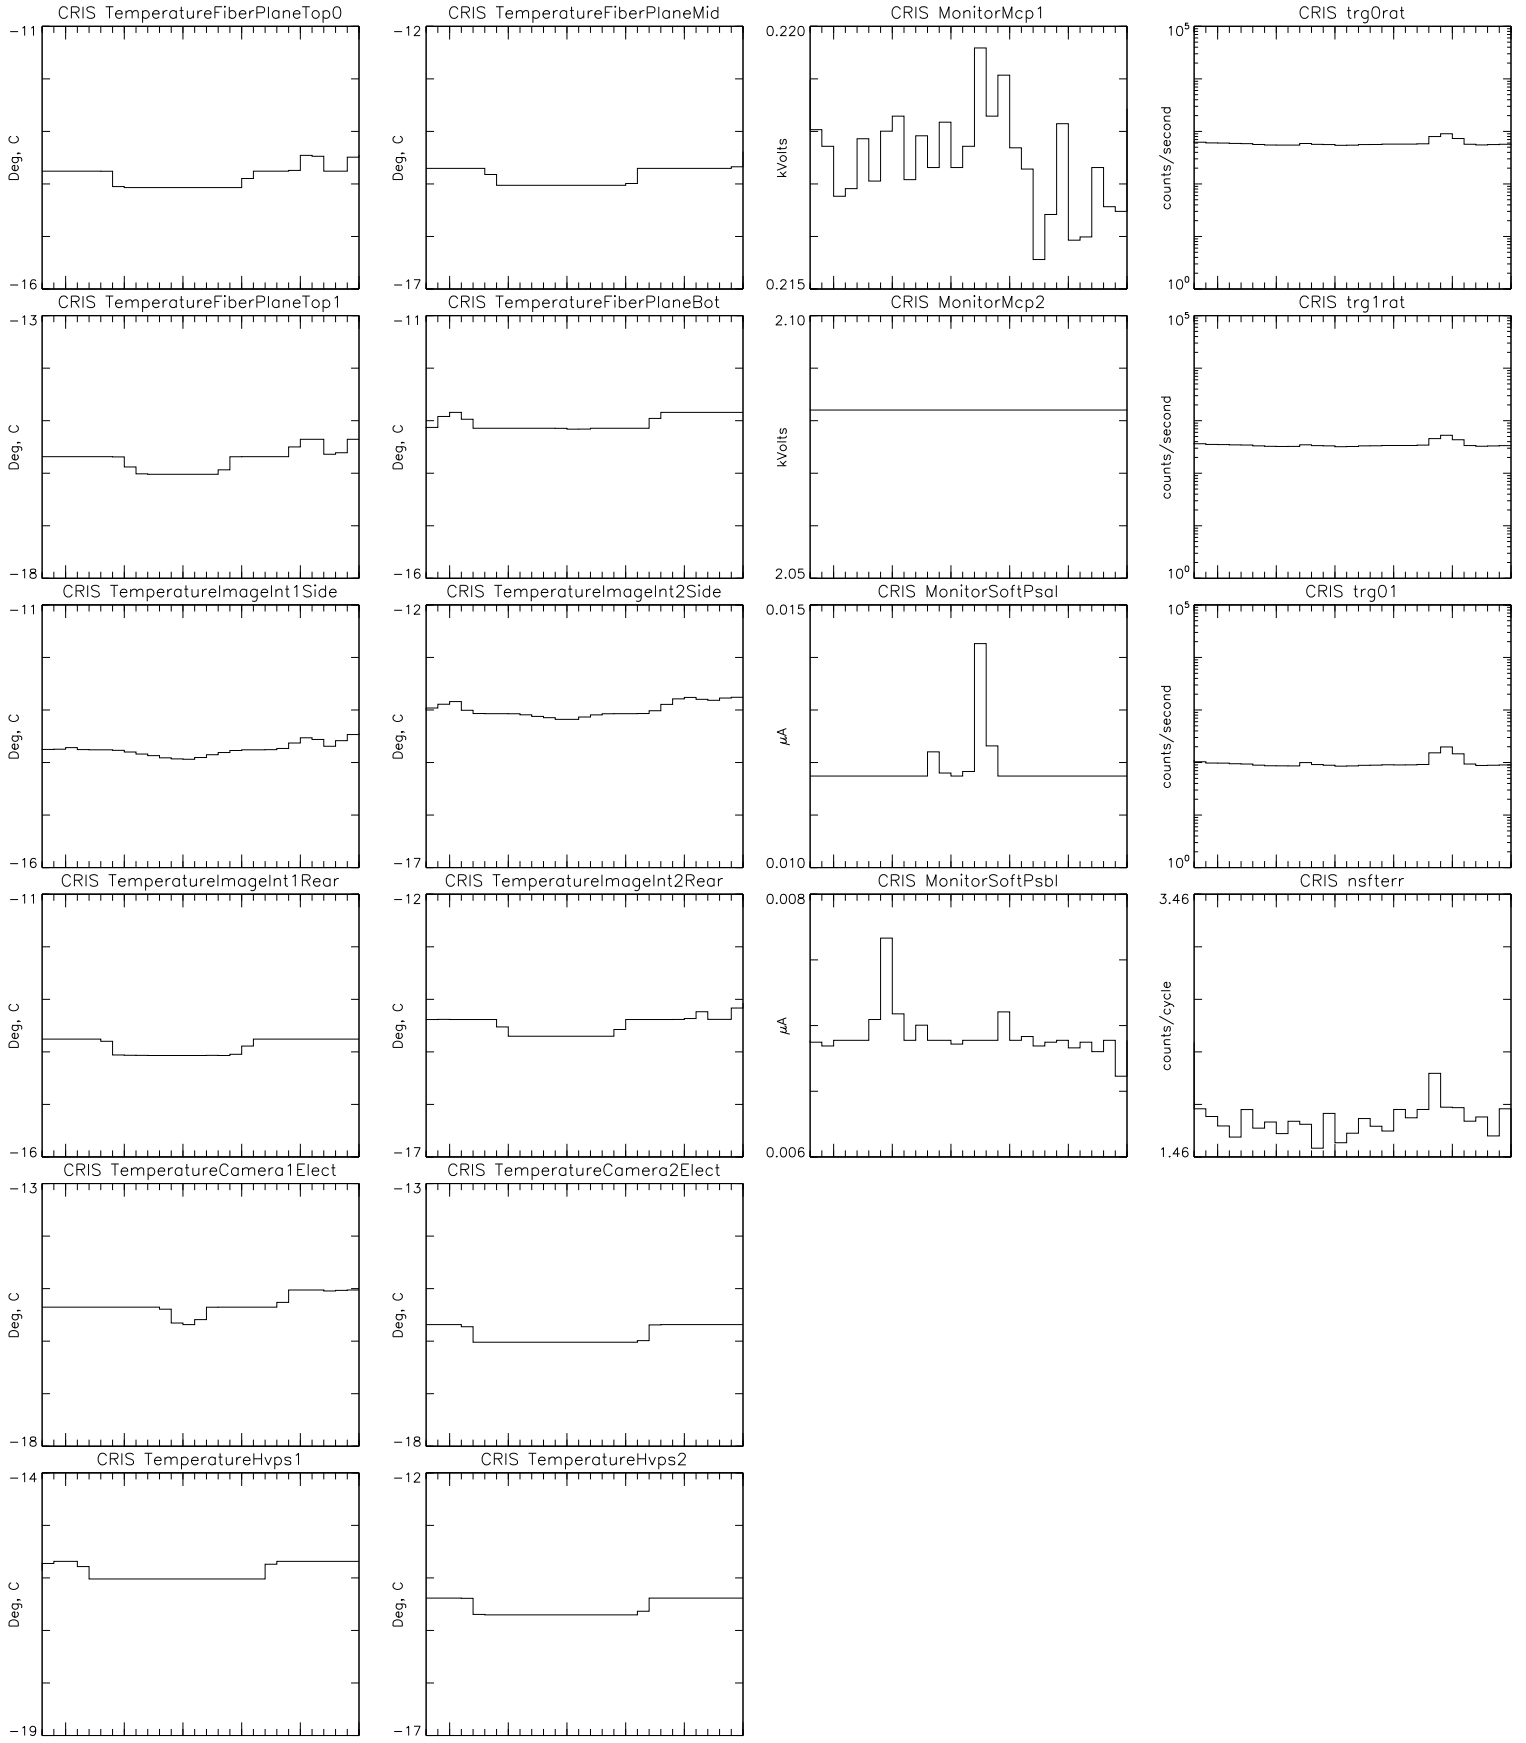 CRIS TemperatureFiberPlaneTop0
-11
Deg, C
-16
CRIS TemperatureFiberPlaneMid
-12
Deg, C
-17
CRIS MonitorMcp1
0.220
kVolts
0.215
CRIS trg0rat
10^5
counts/second
10^0
CRIS TemperatureFiberPlaneTop1
-13
Deg, C
-18
CRIS TemperatureFiberPlaneBot
-11
Deg, C
-16
CRIS MonitorMcp2
2.10
kVolts
2.05
CRIS trg1rat
10^5
counts/second
10^0
CRIS TemperatureImageInt1Side
-11
Deg, C
-16
CRIS TemperatureImageInt2Side
-12
Deg, C
-17
CRIS MonitorSoftPsaI
0.015
μA
0.010
CRIS trg01
10^5
counts/second
10^0
CRIS TemperatureImageInt1Rear
-11
Deg, C
-16
CRIS TemperatureImageInt2Rear
-12
Deg, C
-17
CRIS MonitorSoftPsbI
0.008
μA
0.006
CRIS nsfterr
3.46
counts/cycle
1.46
CRIS TemperatureCamera1Elect
-13
Deg, C
-18
CRIS TemperatureCamera2Elect
-13
Deg, C
-18
CRIS TemperatureHvps1
-14
Deg, C
-19
CRIS TemperatureHvps2
-12
Deg, C
-17